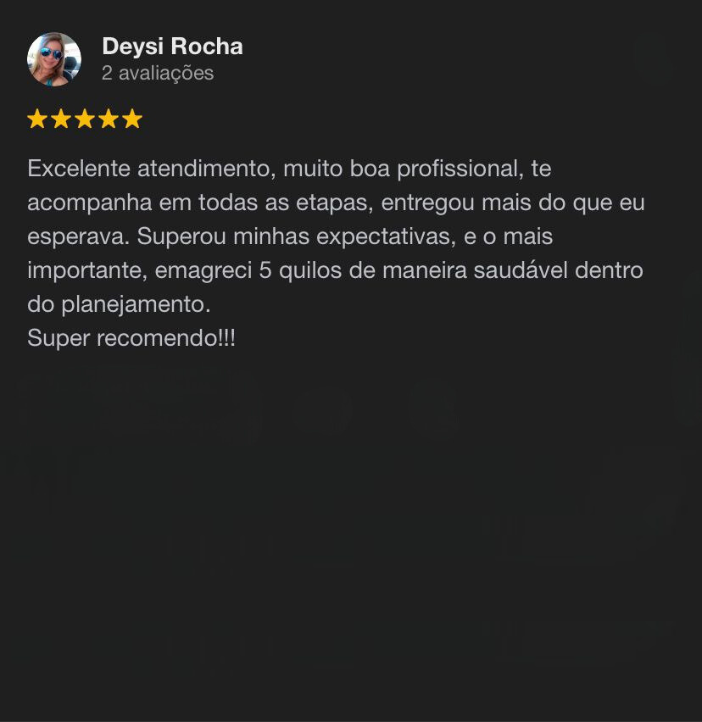 Deysi Rocha
2 avaliações
Excelente atendimento, muito boa profissional, te
acompanha em todas as etapas, entregou mais do que eu
esperava. Superou minhas expectativas, e o mais
importante, emagreci 5 quilos de maneira saudável dentro
do planejamento.
Super recomendo!!!